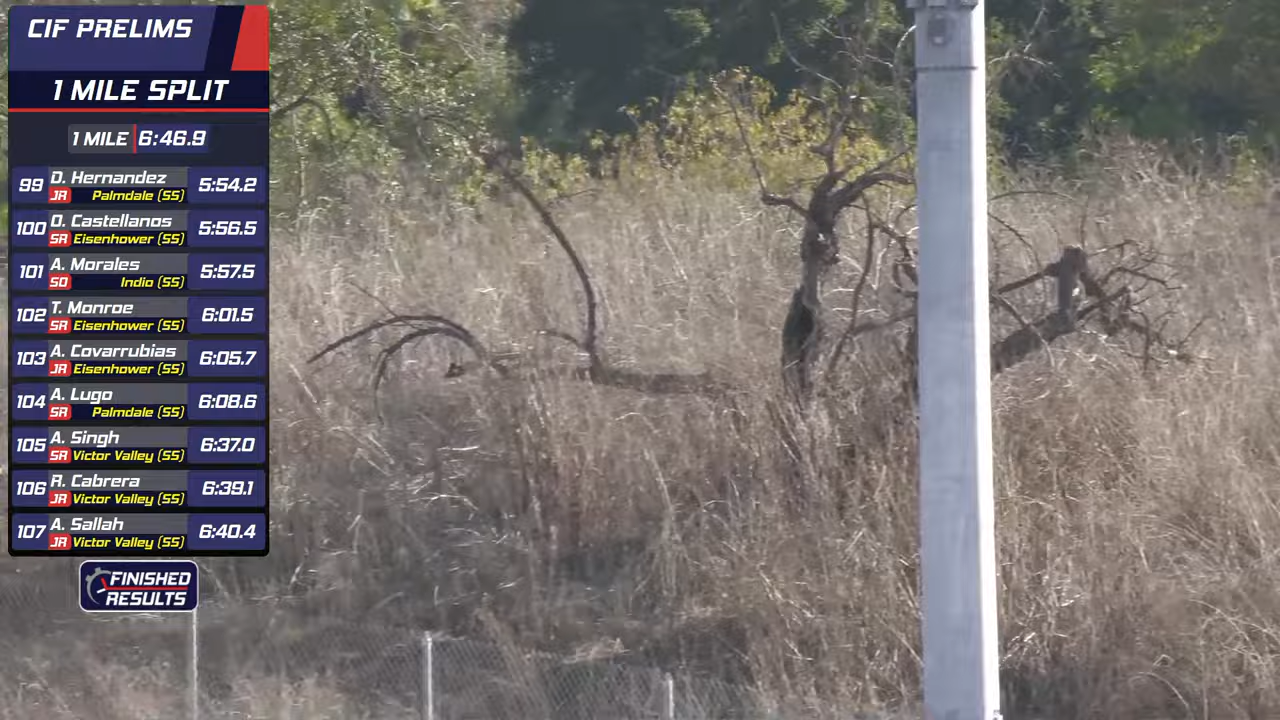 CIF PRELIMS
1 MILE SPLIT
1 MILE 6:46.9
99 D. Hernandez 5:54.2
JR Palmdale (SS)
100 O. Castellanos 5:56.5
SR Eisenhower (SS)
101 A. Morales 5:57.5
SO Indio (SS)
102 T. Monroe 6:01.5
SR Eisenhower (SS)
103 A. Covarrubias 6:05.7
JR Eisenhower (SS)
104 A. Lugo 6:08.6
SR Palmdale (SS)
105 A. Singh 6:37.0
SR Victor Valley (SS)
106 R. Cabrera 6:39.1
JR Victor Valley (SS)
107 A. Sallah 6:40.4
JR Victor Valley (SS)
FINISHED
RESULTS